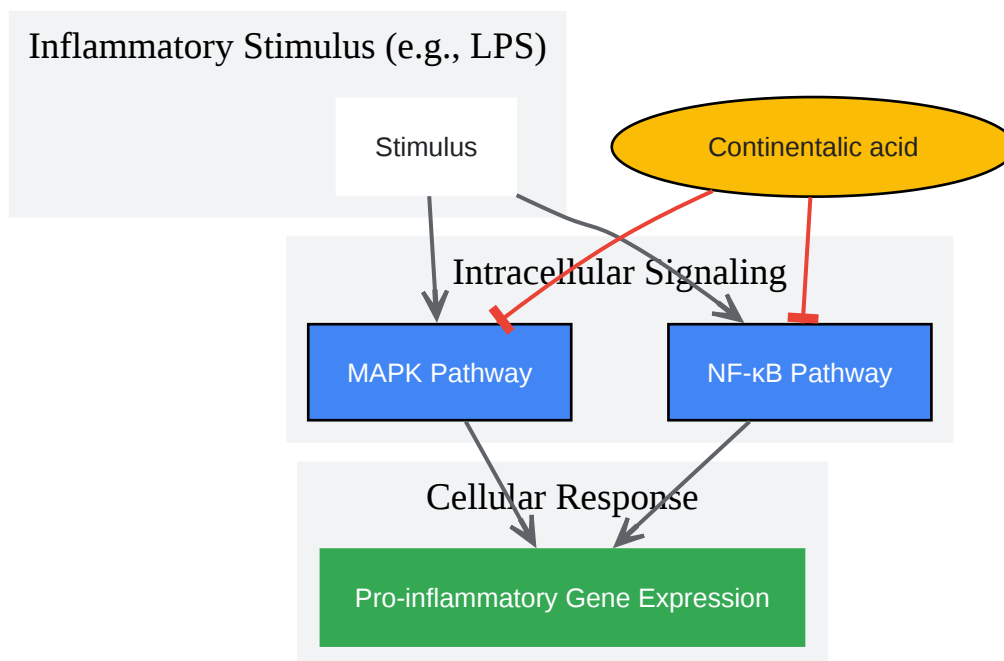 Inflammatory Stimulus (e.g., LPS)
Stimulus
Continentalic acid
Intracellular Signaling
MAPK Pathway
NF-κB Pathway
Cellular Response
Pro-inflammatory Gene Expression